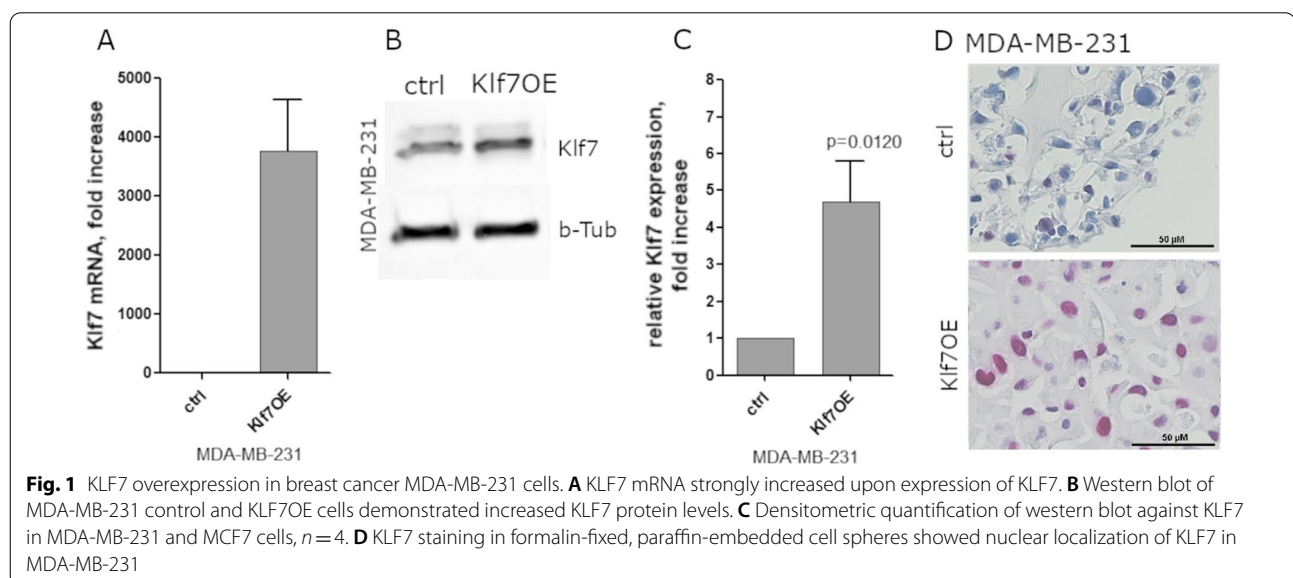 A
Klf7 mRNA, fold increase
5000
4000
3000
2000
1000
0
ctrl
Klf7OE
MDA-MB-231
B
ctrl Klf7OE
MDA-MB-231
Klf7
b-Tub
C
relative Klf7 expression,
fold increase
8
7
6
5
4
3
2
1
0
p=0.0120
ctrl
Klf7OE
MDA-MB-231
D MDA-MB-231
ctrl
50 µM
Klf7OE
50 µM
Fig. 1 KLF7 overexpression in breast cancer MDA-MB-231 cells. A KLF7 mRNA strongly increased upon expression of KLF7. B Western blot of
MDA-MB-231 control and KLF7OE cells demonstrated increased KLF7 protein levels. C Densitometric quantification of western blot against KLF7
in MDA-MB-231 and MCF7 cells, n = 4. D KLF7 staining in formalin-fixed, paraffin-embedded cell spheres showed nuclear localization of KLF7 in
MDA-MB-231